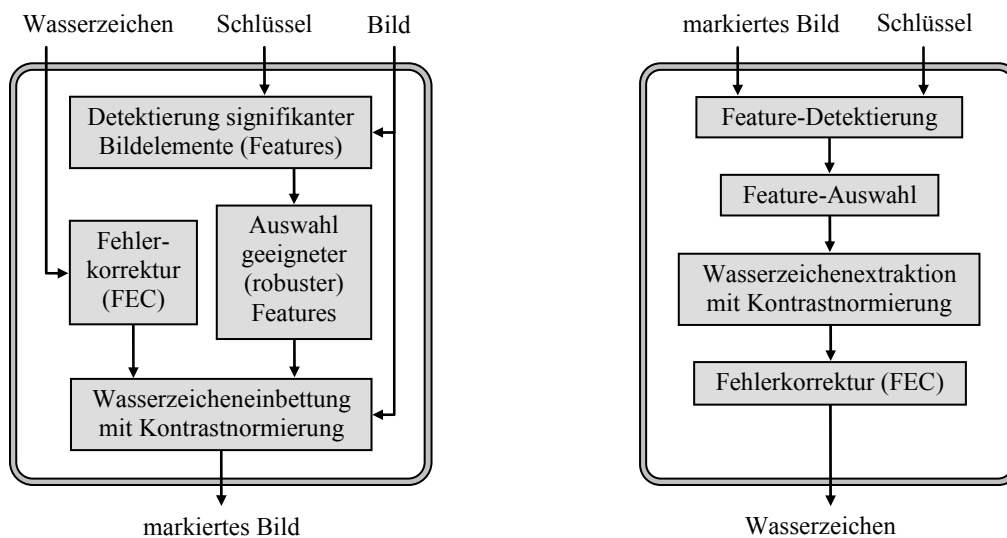 Wasserzeichen
Schlüssel
Bild
Detektierung signifikanter
Bildelemente (Features)
Fehler-
korrektur
(FEC)
Auswahl
geeigneter
(robuster)
Features
Wasserzeicheneinbettung
mit Kontrastnormierung
markiertes Bild
markiertes Bild
Schlüssel
Feature-Detektierung
Feature-Auswahl
Wasserzeichenextraktion
mit Kontrastnormierung
Fehlerkorrektur (FEC)
Wasserzeichen